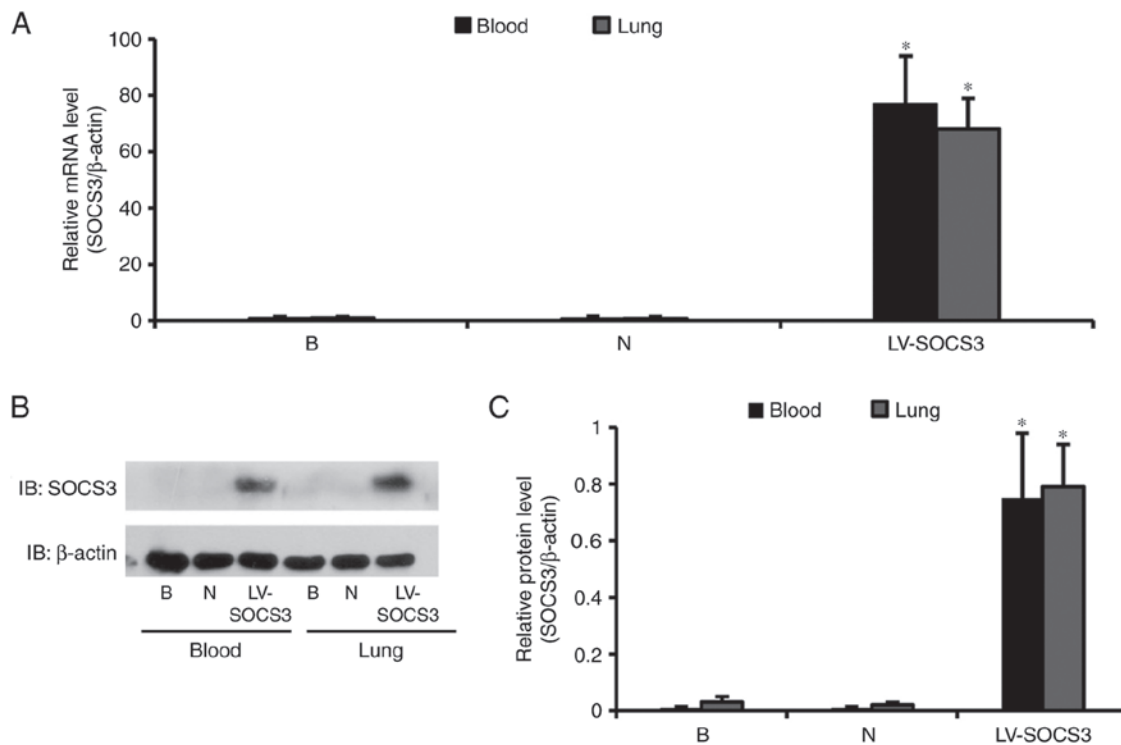 A
Blood Lung
Relative mRNA level
(SOCS3/β-actin)
100
80
60
40
20
0
* *
B N LV-SOCS3
B
IB: SOCS3
IB: β-actin
B N LV- B N LV-
SOCS3 SOCS3
Blood Lung
C
Blood Lung
Relative protein level
(SOCS3/β-actin)
1
0.8
0.6
0.4
0.2
0
* *
B N LV-SOCS3